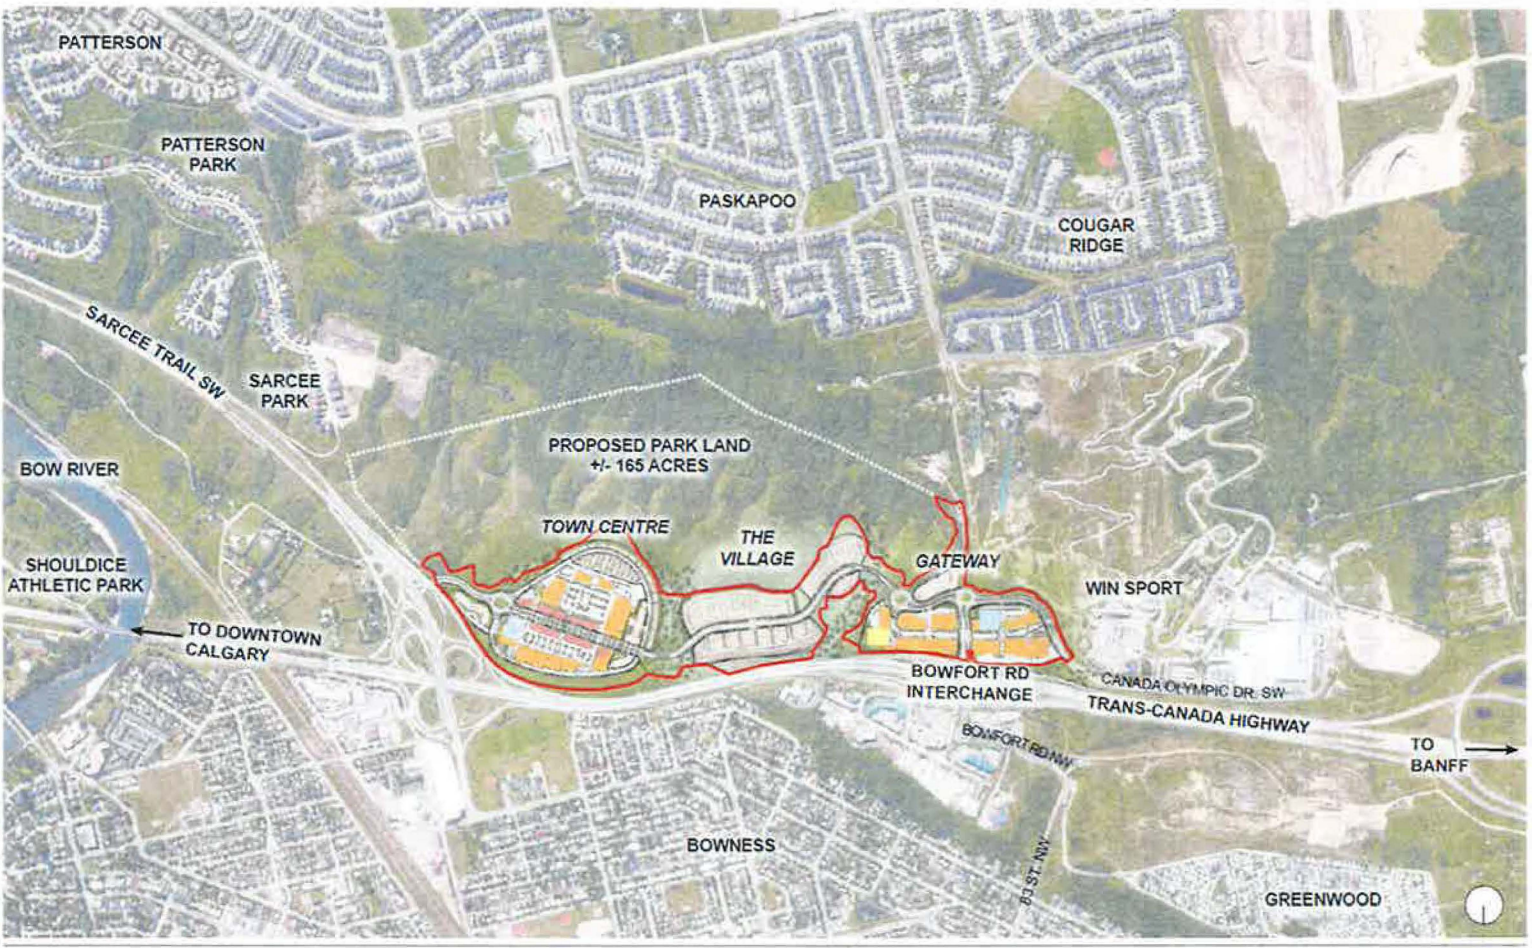 PATTERSON
PATTERSON
PARK
PASKAPOO
COUGAR
RIDGE
SARCEE TRAIL SW
SARCEE
PARK
BOW RIVER
PROPOSED PARK LAND
+/- 165 ACRES
TOWN CENTRE
THE
VILLAGE
GATEWAY
SHOULDICE
ATHLETIC PARK
WIN SPORT
TO DOWNTOWN
CALGARY
BOWFORT RD
INTERCHANGE
CANADA OLYMPIC DR. SW
TRANS-CANADA HIGHWAY
BOWFORT RD NW
TO
BANFF
BOWNESS
83 ST. NW
GREENWOOD